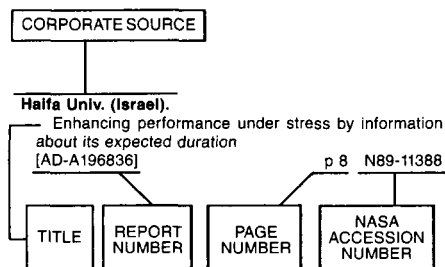 CORPORATE SOURCE
Haifa Univ. (Israel).
Enhancing performance under stress by information
about its expected duration
[AD-A196836] p 8 N89-11388
TITLE
REPORT NUMBER
PAGE NUMBER
NASA ACCESSION NUMBER